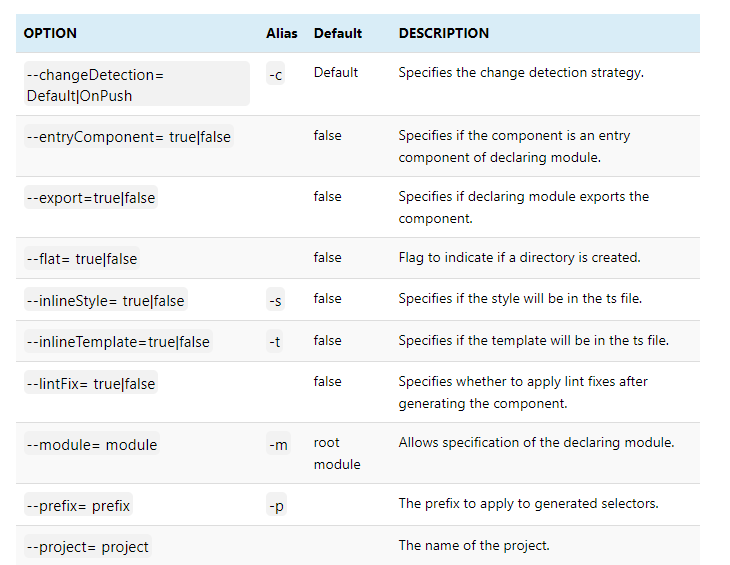 OPTION Alias Default DESCRIPTION
--changeDetection= -c Default Specifies the change detection strategy.
Default|OnPush
--entryComponent= true|false false Specifies if the component is an entry
component of declaring module.
--export=true|false false Specifies if declaring module exports the
component.
--flat= true|false false Flag to indicate if a directory is created.
--inlineStyle= true|false -s false Specifies if the style will be in the ts file.
--inlineTemplate=true|false -t false Specifies if the template will be in the ts file.
--lintFix= true|false false Specifies whether to apply lint fixes after
generating the component.
--module= module -m root Allows specification of the declaring module.
module
--prefix= prefix -p The prefix to apply to generated selectors.
--project= project The name of the project.